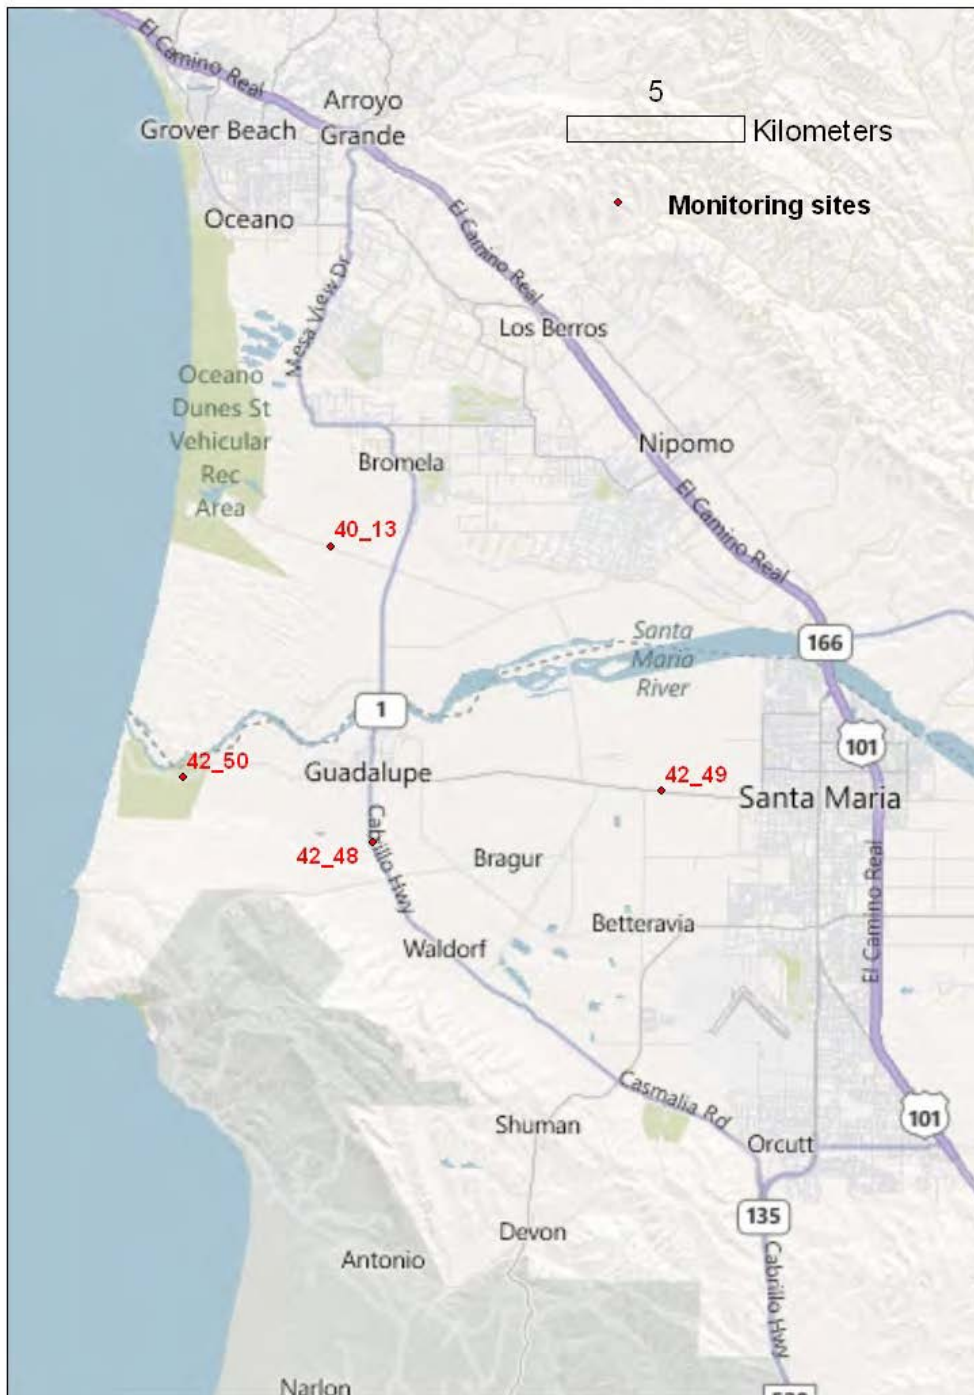 El Camino Real
Arroyo
Grande
Grover Beach
5
Kilometers
Monitoring sites
Oceano
El Camino Real
Mesa View Dr
Los Berros
Oceano
Dunes St
Vehicular
Rec
Area
Nipomo
Bromela
El Camino Real
40_13
Santa
Maria
River
166
1
101
42_50
Guadalupe
42_49
Santa Maria
42_48
Cabrillo Hwy
Bragur
El Camino Real
Betteravia
Waldorf
Casmalia Rd
Shuman
101
Orcutt
135
Devon
Antonio
Cabrillo Hwy
Narlon